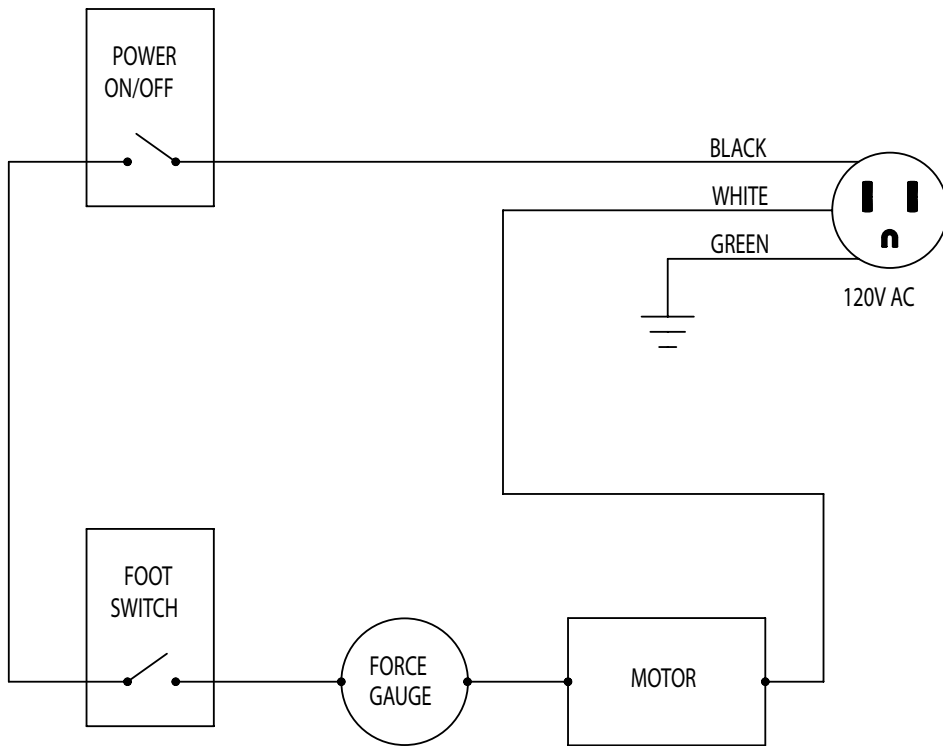 POWER
ON/OFF
BLACK
WHITE
GREEN
120V AC
FOOT
SWITCH
FORCE
GAUGE
MOTOR